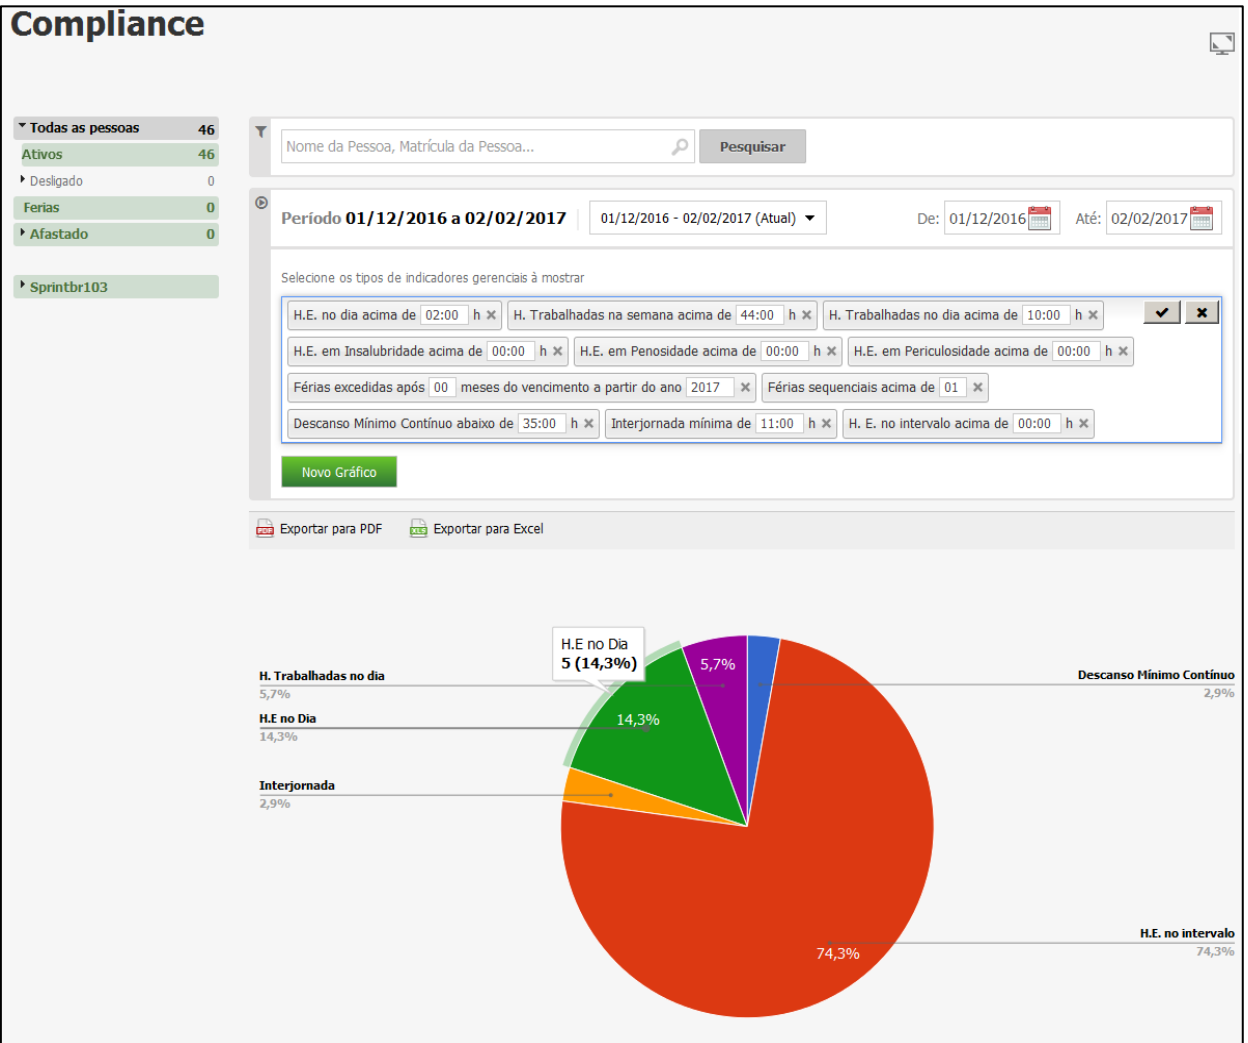 Compliance
Todas as pessoas 46
Ativos 46
Desligado 0
Ferias 0
Afastado 0
Sprintbr103
Nome da Pessoa, Matrícula da Pessoa...
Pesquisar
Período 01/12/2016 a 02/02/2017
01/12/2016 - 02/02/2017 (Atual)
De: 01/12/2016
Até: 02/02/2017
Selecione os tipos de indicadores gerenciais à mostrar
H.E. no dia acima de 02:00 h
H. Trabalhadas na semana acima de 44:00 h
H. Trabalhadas no dia acima de 10:00 h
H.E. em Insalubridade acima de 00:00 h
H.E. em Penosidade acima de 00:00 h
H.E. em Periculosidade acima de 00:00 h
Férias excedidas após 00 meses do vencimento a partir do ano 2017
Férias sequenciais acima de 01
Descanso Mínimo Contínuo abaixo de 35:00 h
Interjornada mínima de 11:00 h
H. E. no intervalo acima de 00:00 h
Novo Gráfico
PDF Exportar para PDF
XLS Exportar para Excel
H.E no Dia
5 (14,3%)
5,7%
H. Trabalhadas no dia
5,7%
Descanso Mínimo Contínuo
2,9%
H.E no Dia
14,3%
14,3%
Interjornada
2,9%
H.E. no intervalo
74,3%
74,3%